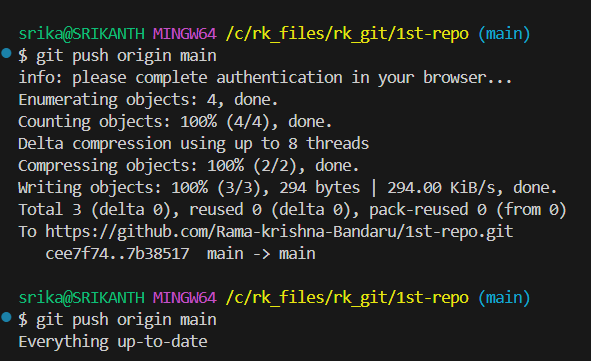 srika@SRIKANTH MINGW64 /c/rk_files/rk_git/1st-repo (main)
$ git push origin main
info: please complete authentication in your browser...
Enumerating objects: 4, done.
Counting objects: 100% (4/4), done.
Delta compression using up to 8 threads
Compressing objects: 100% (2/2), done.
Writing objects: 100% (3/3), 294 bytes | 294.00 KiB/s, done.
Total 3 (delta 0), reused 0 (delta 0), pack-reused 0 (from 0)
To https://github.com/Rama-krishna-Bandaru/1st-repo.git
   cee7f74..7b38517  main -> main
srika@SRIKANTH MINGW64 /c/rk_files/rk_git/1st-repo (main)
$ git push origin main
Everything up-to-date